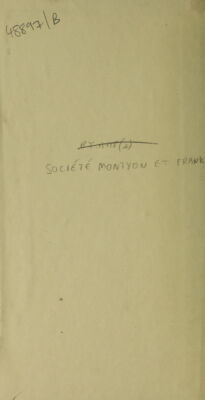 48897/B
SOCIÉTÉ MONTYON ET FRANK